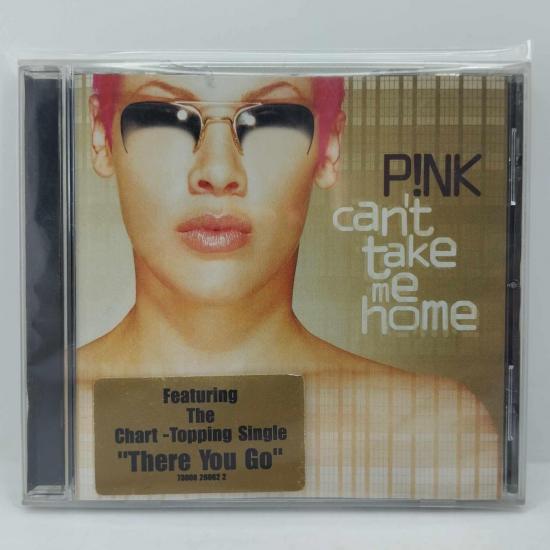 P!NK
can't
take
me
home
Featuring
The
Chart -Topping Single
"There You Go"
73008 26062 2